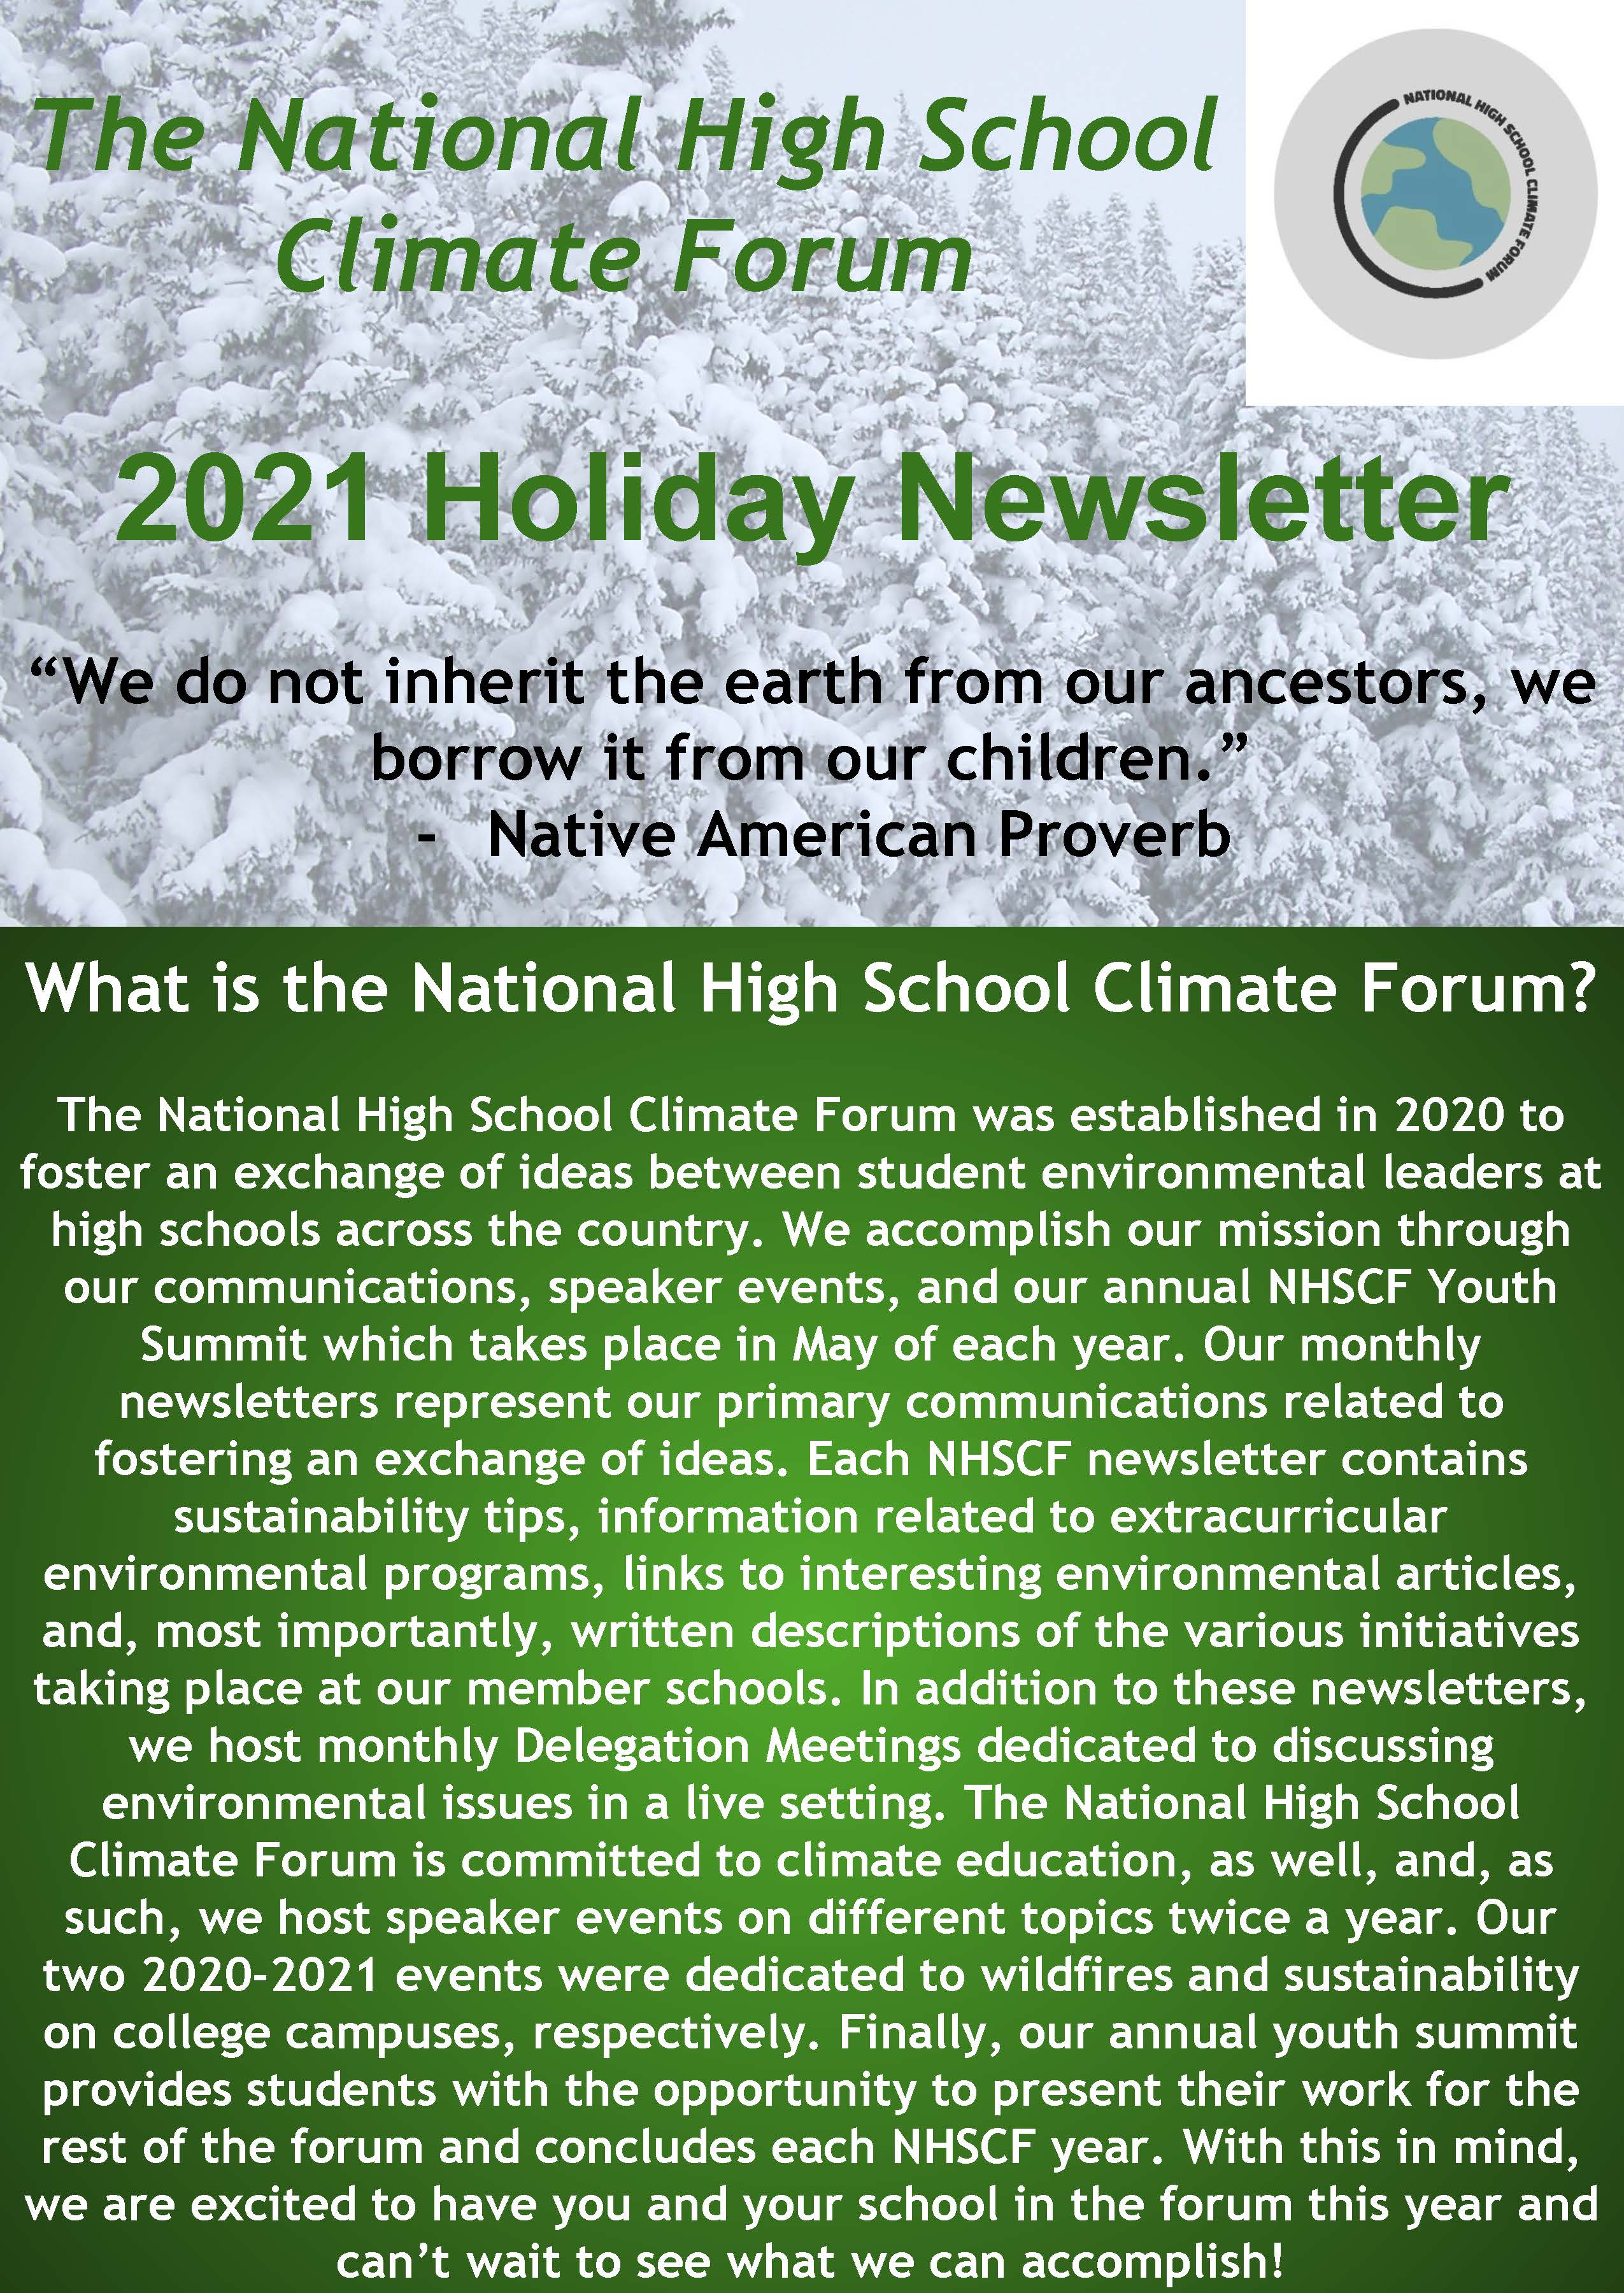 The National High School
Climate Forum
NATIONAL HIGH SCHOOL CLIMATE FORUM
2021 Holiday Newsletter
“We do not inherit the earth from our ancestors, we
borrow it from our children.”
- Native American Proverb
What is the National High School Climate Forum?
The National High School Climate Forum was established in 2020 to
foster an exchange of ideas between student environmental leaders at
high schools across the country. We accomplish our mission through
our communications, speaker events, and our annual NHSCF Youth
Summit which takes place in May of each year. Our monthly
newsletters represent our primary communications related to
fostering an exchange of ideas. Each NHSCF newsletter contains
sustainability tips, information related to extracurricular
environmental programs, links to interesting environmental articles,
and, most importantly, written descriptions of the various initiatives
taking place at our member schools. In addition to these newsletters,
we host monthly Delegation Meetings dedicated to discussing
environmental issues in a live setting. The National High School
Climate Forum is committed to climate education, as well, and, as
such, we host speaker events on different topics twice a year. Our
two 2020-2021 events were dedicated to wildfires and sustainability
on college campuses, respectively. Finally, our annual youth summit
provides students with the opportunity to present their work for the
rest of the forum and concludes each NHSCF year. With this in mind,
we are excited to have you and your school in the forum this year and
can’t wait to see what we can accomplish!